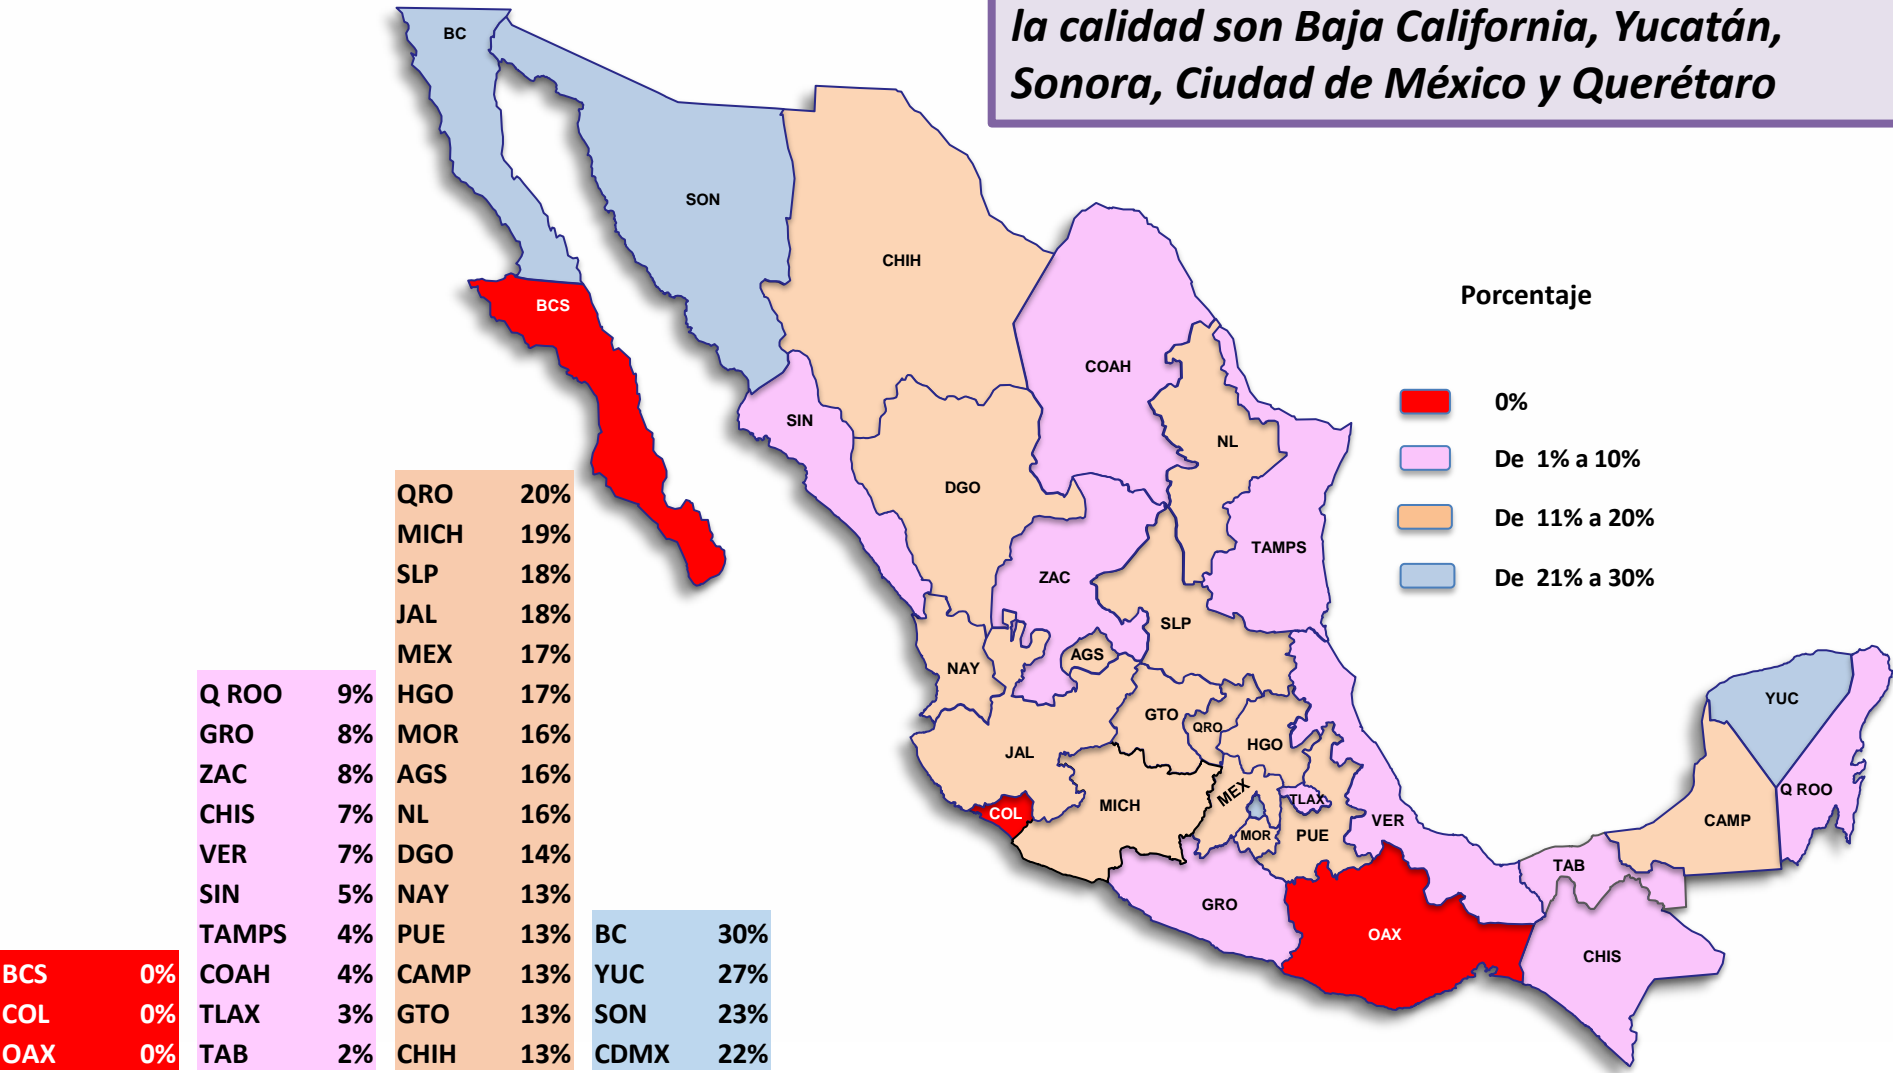 la calidad son Baja California, Yucatán,
Sonora, Ciudad de México y Querétaro
BC
SON
CHIH
BCS
COAH
SIN
NL
DGO
TAMPS
ZAC
SLP
AGS
NAY
GTO
QRO
HGO
JAL
MEX
TLAX
MICH
COL
MOR
PUE
VER
GRO
OAX
TAB
CHIS
CAMP
YUC
Q ROO
Porcentaje
0%
De 1% a 10%
De 11% a 20%
De 21% a 30%
BCS 0%
COL 0%
OAX 0%
Q ROO 9%
GRO 8%
ZAC 8%
CHIS 7%
VER 7%
SIN 5%
TAMPS 4%
COAH 4%
TLAX 3%
TAB 2%
QRO 20%
MICH 19%
SLP 18%
JAL 18%
MEX 17%
HGO 17%
MOR 16%
AGS 16%
NL 16%
DGO 14%
NAY 13%
PUE 13%
CAMP 13%
GTO 13%
CHIH 13%
BC 30%
YUC 27%
SON 23%
CDMX 22%